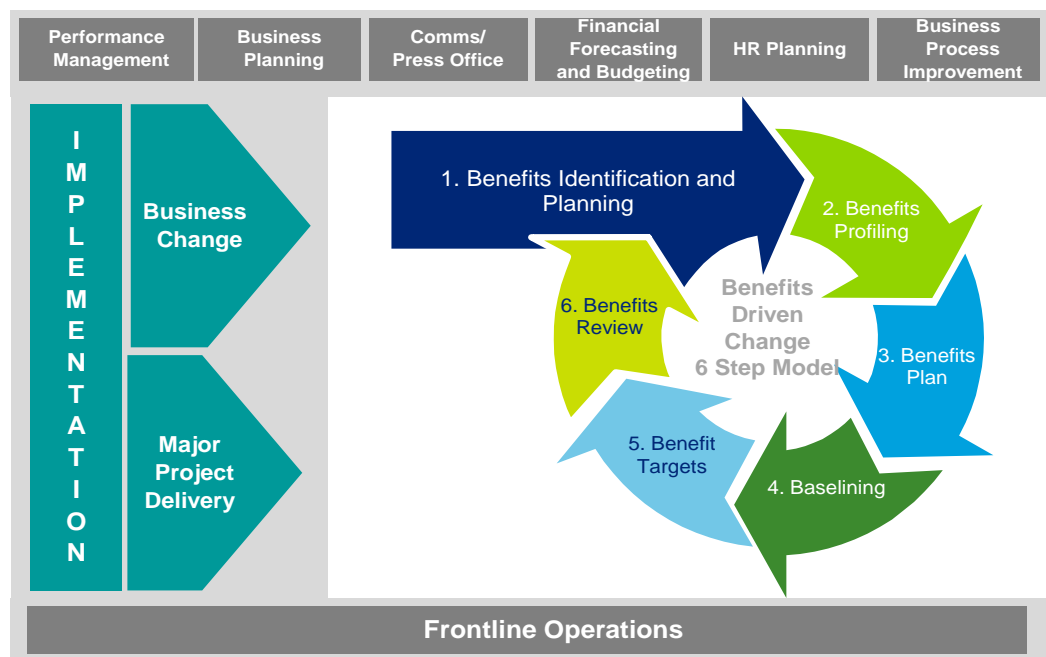 Performance
Management
Business
Planning
Comms/
Press Office
Financial
Forecasting
and Budgeting
HR Planning
Business
Process
Improvement
I
M
P
L
E
M
E
N
T
A
T
I
O
N
Business
Change
Major
Project
Delivery
1. Benefits Identification and
Planning
2. Benefits
Profiling
3. Benefits
Plan
4. Baselining
5. Benefit
Targets
6. Benefits
Review
Benefits
Driven
Change
6 Step Model
Frontline Operations